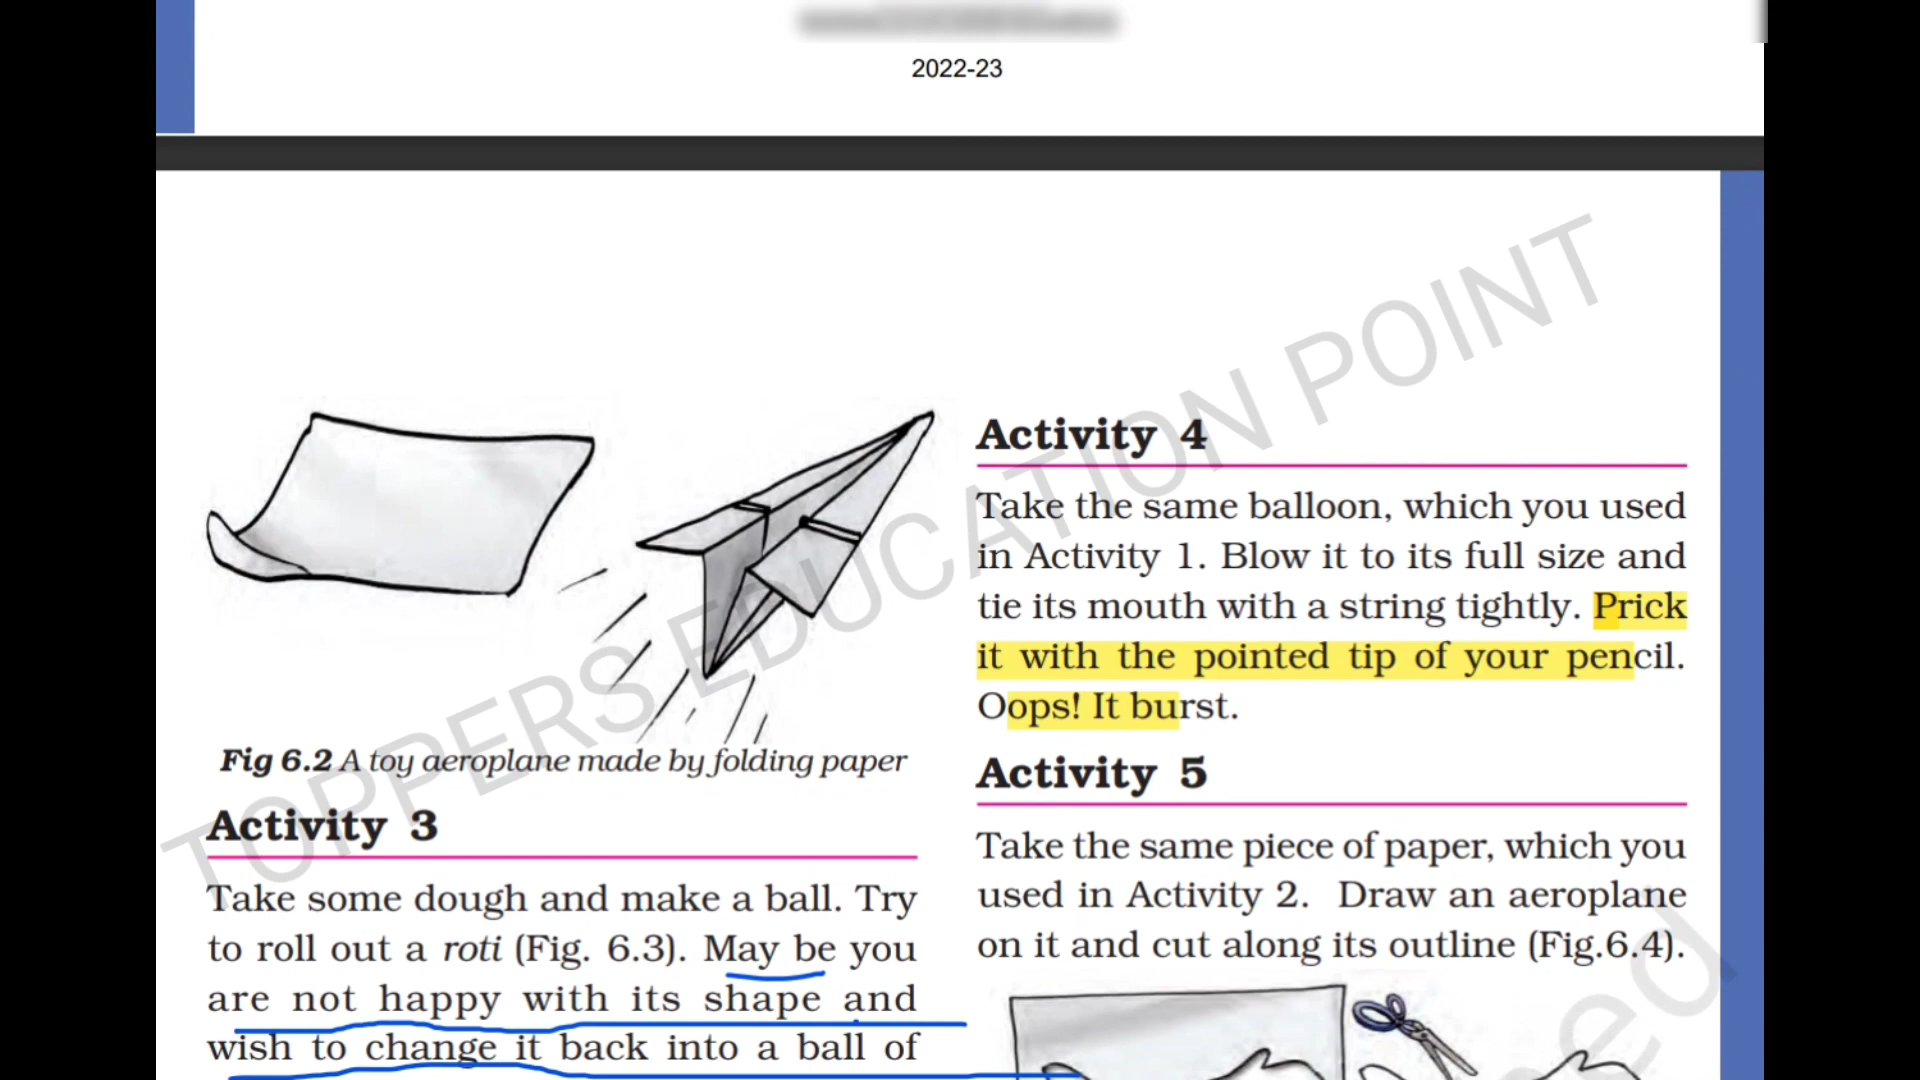 2022-23
TOPPERS EDUCATION POINT
Fig 6.2 A toy aeroplane made by folding paper
Activity 3
Take some dough and make a ball. Try
to roll out a roti (Fig. 6.3). May be you
are not happy with its shape and
wish to change it back into a ball of
Activity 4
Take the same balloon, which you used
in Activity 1. Blow it to its full size and
tie its mouth with a string tightly. Prick
it with the pointed tip of your pencil.
Oops! It burst.
Activity 5
Take the same piece of paper, which you
used in Activity 2. Draw an aeroplane
on it and cut along its outline (Fig.6.4).